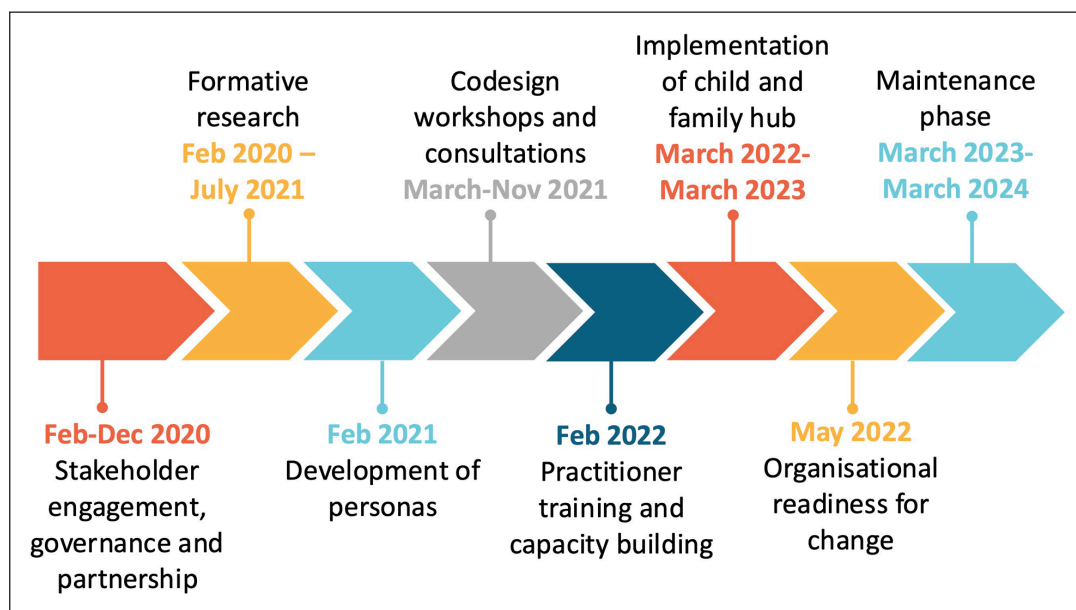 Formative
research
Feb 2020 –
July 2021
Codesign
workshops and
consultations
March-Nov 2021
Implementation
of child and
family hub
March 2022-
March 2023
Maintenance
phase
March 2023-
March 2024
Feb-Dec 2020
Stakeholder
engagement,
governance and
partnership
Feb 2021
Development of
personas
Feb 2022
Practitioner
training and
capacity building
May 2022
Organisational
readiness for
change